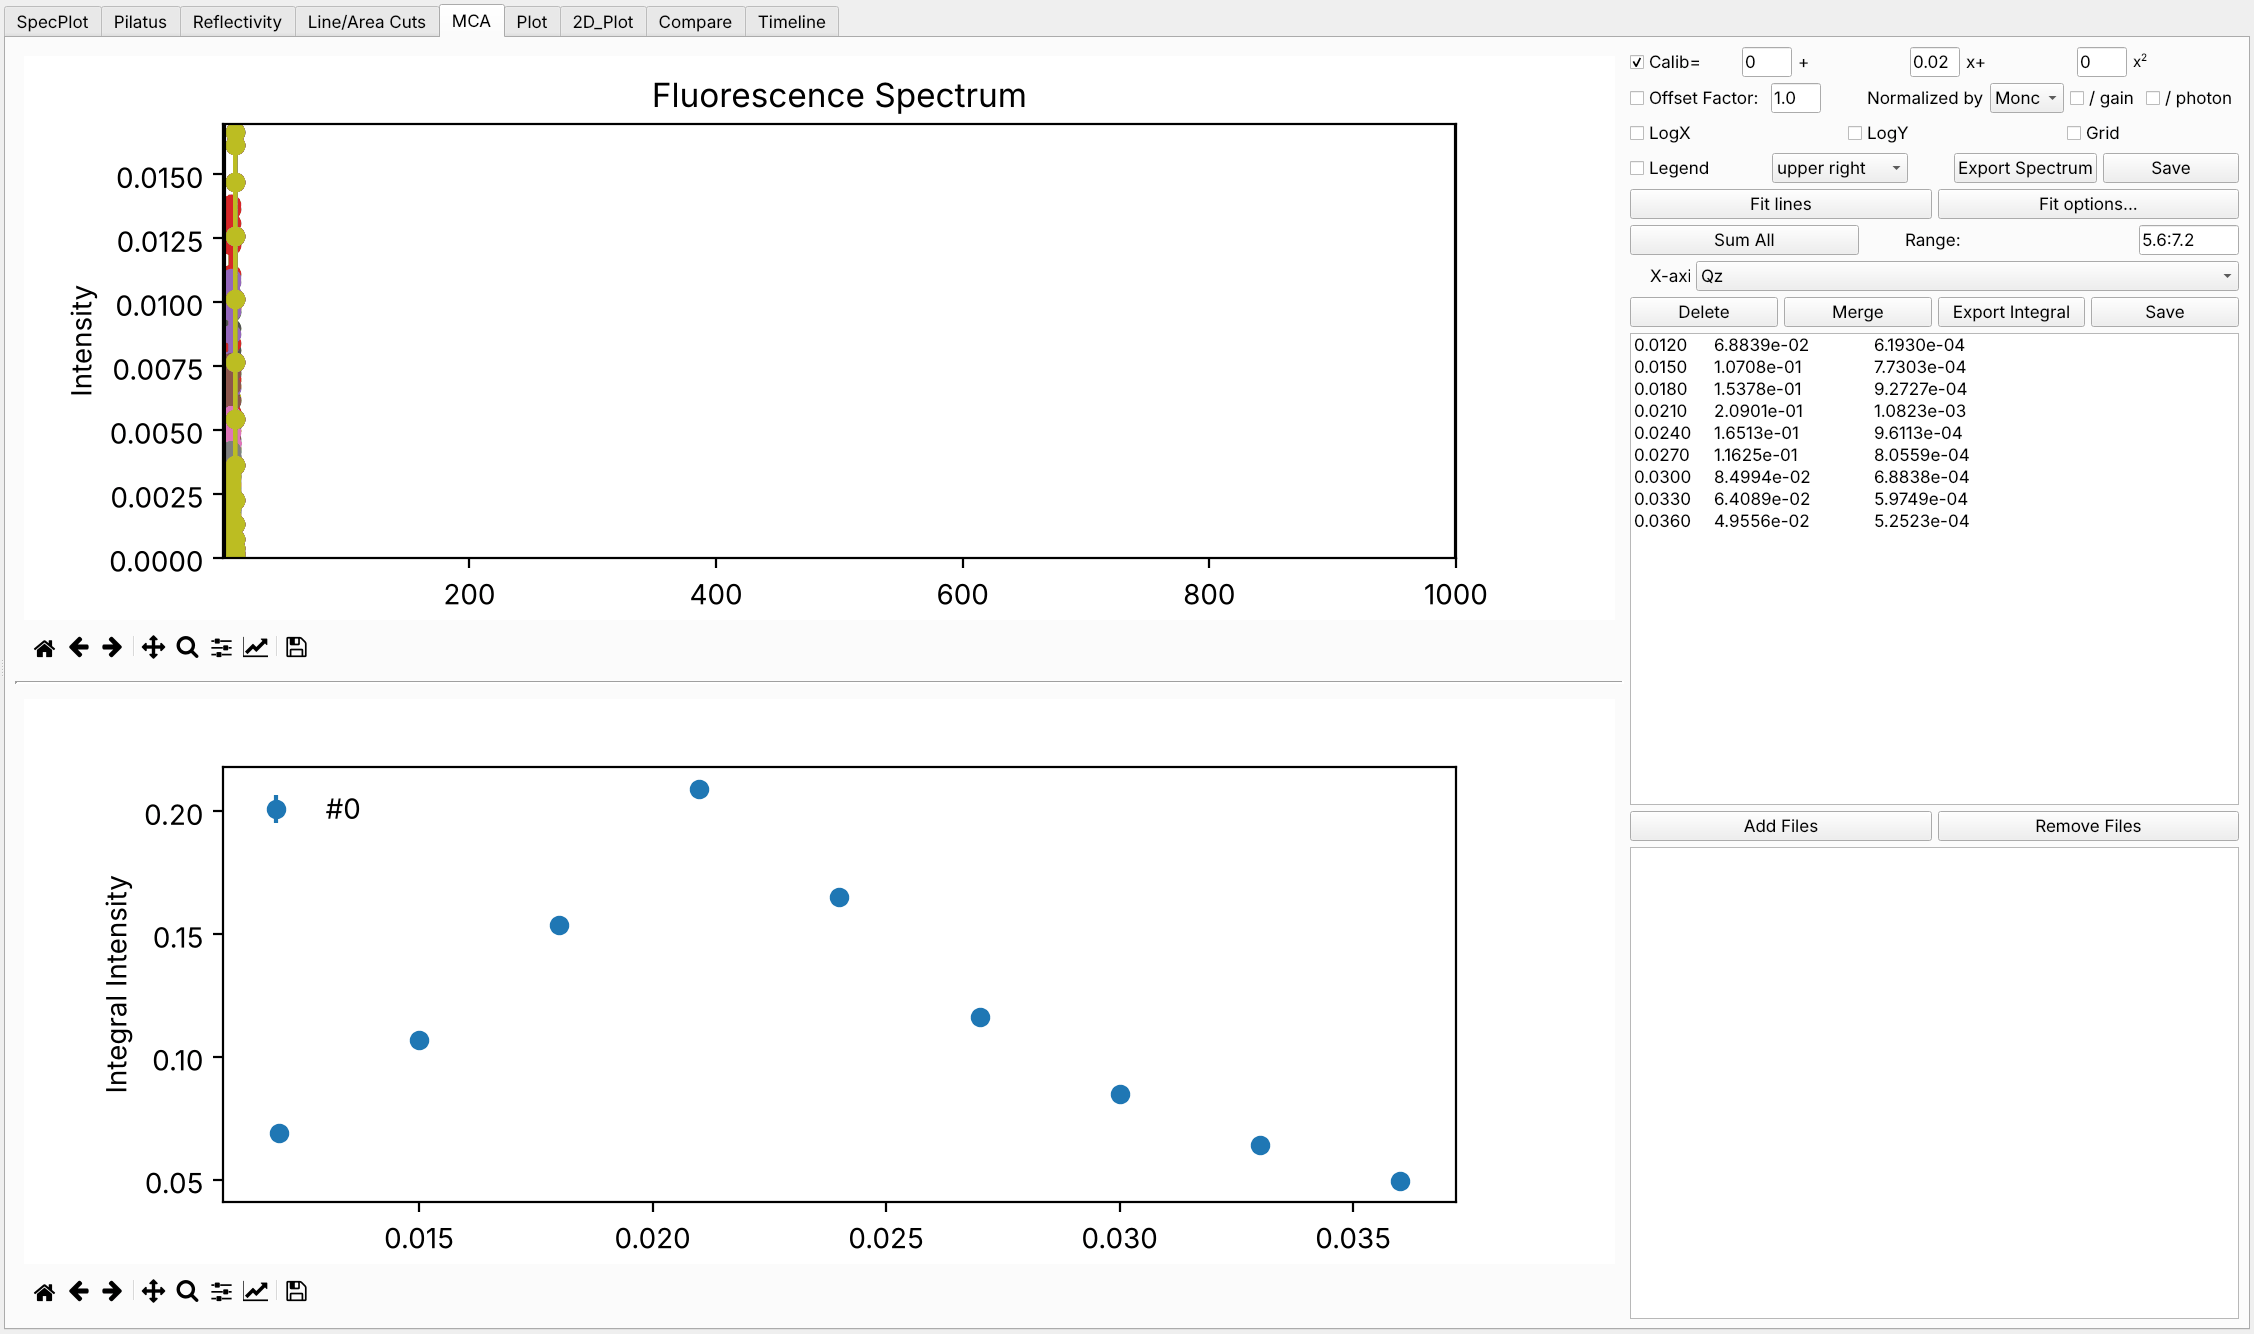 SpecPlot Pilatus Reflectivity Line/Area Cuts MCA Plot 2D_Plot Compare Timeline
Fluorescence Spectrum
Intensity
0.0150
0.0125
0.0100
0.0075
0.0050
0.0025
0.0000
200 400 600 800 1000
Integral Intensity
#0
0.20
0.15
0.10
0.05
0.015 0.020 0.025 0.030 0.035
Calib= 0 + 0.02 x+ 0 x²
Offset Factor: 1.0 Normalized by Monc / gain / photon
LogX LogY Grid
Legend upper right Export Spectrum Save
Fit lines Fit options...
Sum All Range: 5.6:7.2
X-axi Qz
Delete Merge Export Integral Save
0.0120 6.8839e-02 6.1930e-04
0.0150 1.0708e-01 7.7303e-04
0.0180 1.5378e-01 9.2727e-04
0.0210 2.0901e-01 1.0823e-03
0.0240 1.6513e-01 9.6113e-04
0.0270 1.1625e-01 8.0559e-04
0.0300 8.4994e-02 6.8838e-04
0.0330 6.4089e-02 5.9749e-04
0.0360 4.9556e-02 5.2523e-04
Add Files Remove Files